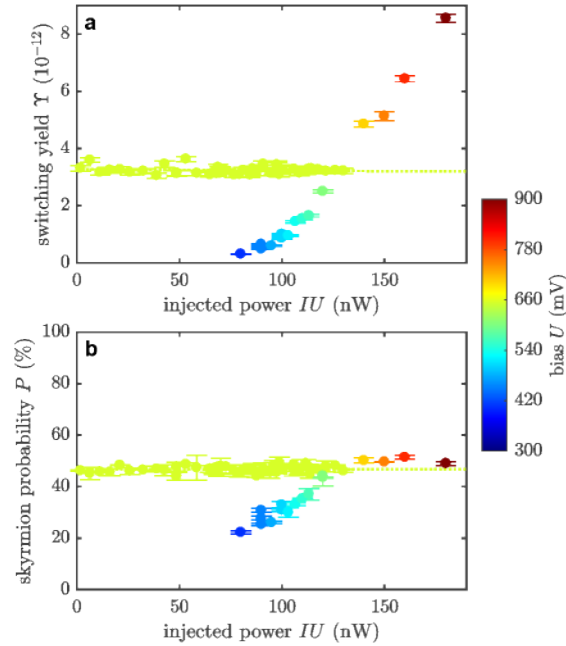 a
8
6
4
2
0
switching yield ϒ (10⁻¹²)
0 50 100 150
injected power IU (nW)
b
100
80
60
40
20
0
skyrmion probability P (%)
0 50 100 150
injected power IU (nW)
900
780
660
540
420
300
bias U (mV)